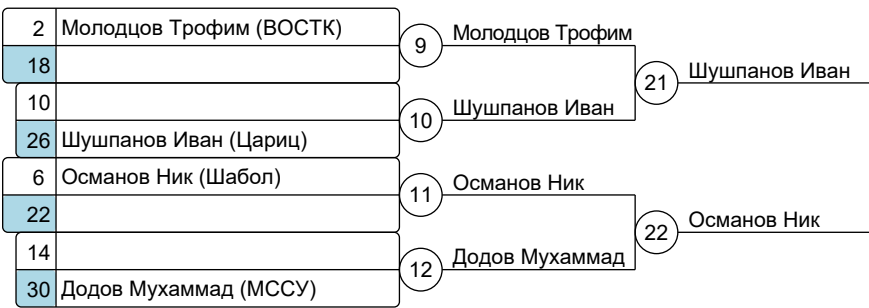 2 Молодцов Трофим (ВОСТК)
18
9 Молодцов Трофим
10
26 Шушпанов Иван (Цариц)
10 Шушпанов Иван
21 Шушпанов Иван
6 Османов Ник (Шабол)
22
11 Османов Ник
14
30 Додов Мухаммад (МССУ)
12 Додов Мухаммад
22 Османов Ник